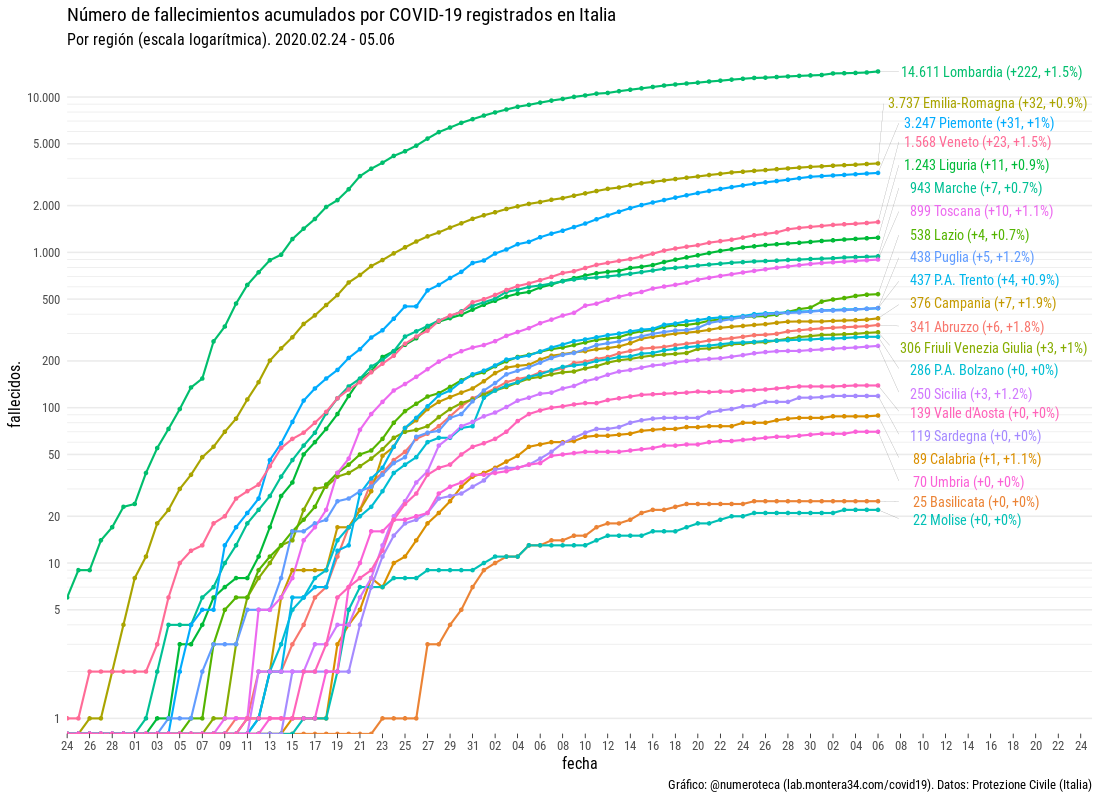 Número de fallecimientos acumulados por COVID-19 registrados en Italia
Por región (escala logarítmica). 2020.02.24 - 05.06
fallecidos.
10.000
5.000
2.000
1.000
500
200
100
50
20
10
5
1
14.611 Lombardia (+222, +1.5%)
3.737 Emilia-Romagna (+32, +0.9%)
3.247 Piemonte (+31, +1%)
1.568 Veneto (+23, +1.5%)
1.243 Liguria (+11, +0.9%)
943 Marche (+7, +0.7%)
899 Toscana (+10, +1.1%)
538 Lazio (+4, +0.7%)
438 Puglia (+5, +1.2%)
437 P.A. Trento (+4, +0.9%)
376 Campania (+7, +1.9%)
341 Abruzzo (+6, +1.8%)
306 Friuli Venezia Giulia (+3, +1%)
286 P.A. Bolzano (+0, +0%)
250 Sicilia (+3, +1.2%)
139 Valle d'Aosta (+0, +0%)
119 Sardegna (+0, +0%)
89 Calabria (+1, +1.1%)
70 Umbria (+0, +0%)
25 Basilicata (+0, +0%)
22 Molise (+0, +0%)
24 26 28 01 03 05 07 09 11 13 15 17 19 21 23 25 27 29 31 02 04 06 08 10 12 14 16 18 20 22 24 26 28 30 02 04 06 08 10 12 14 16 18 20 22 24
fecha
Gráfico: @numeroteca (lab.montera34.com/covid19). Datos: Protezione Civile (Italia)